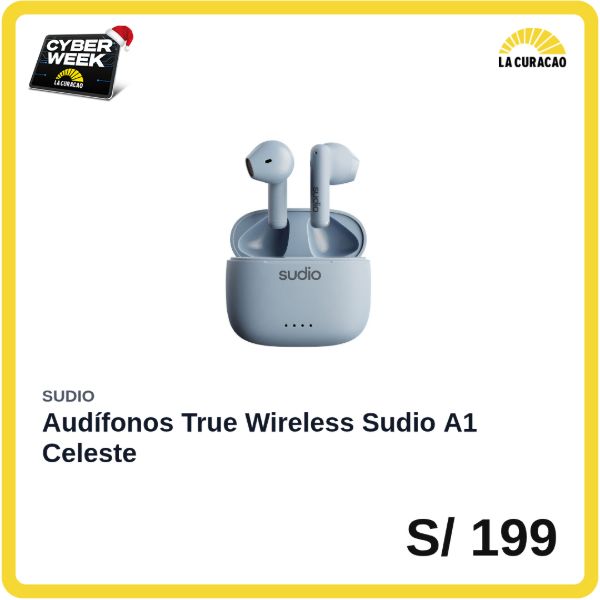 CYBER
WEEK
LA CURACAO
LA CURACAO
sudio
sudio
SUDIO
Audífonos True Wireless Sudio A1
Celeste
S/ 199